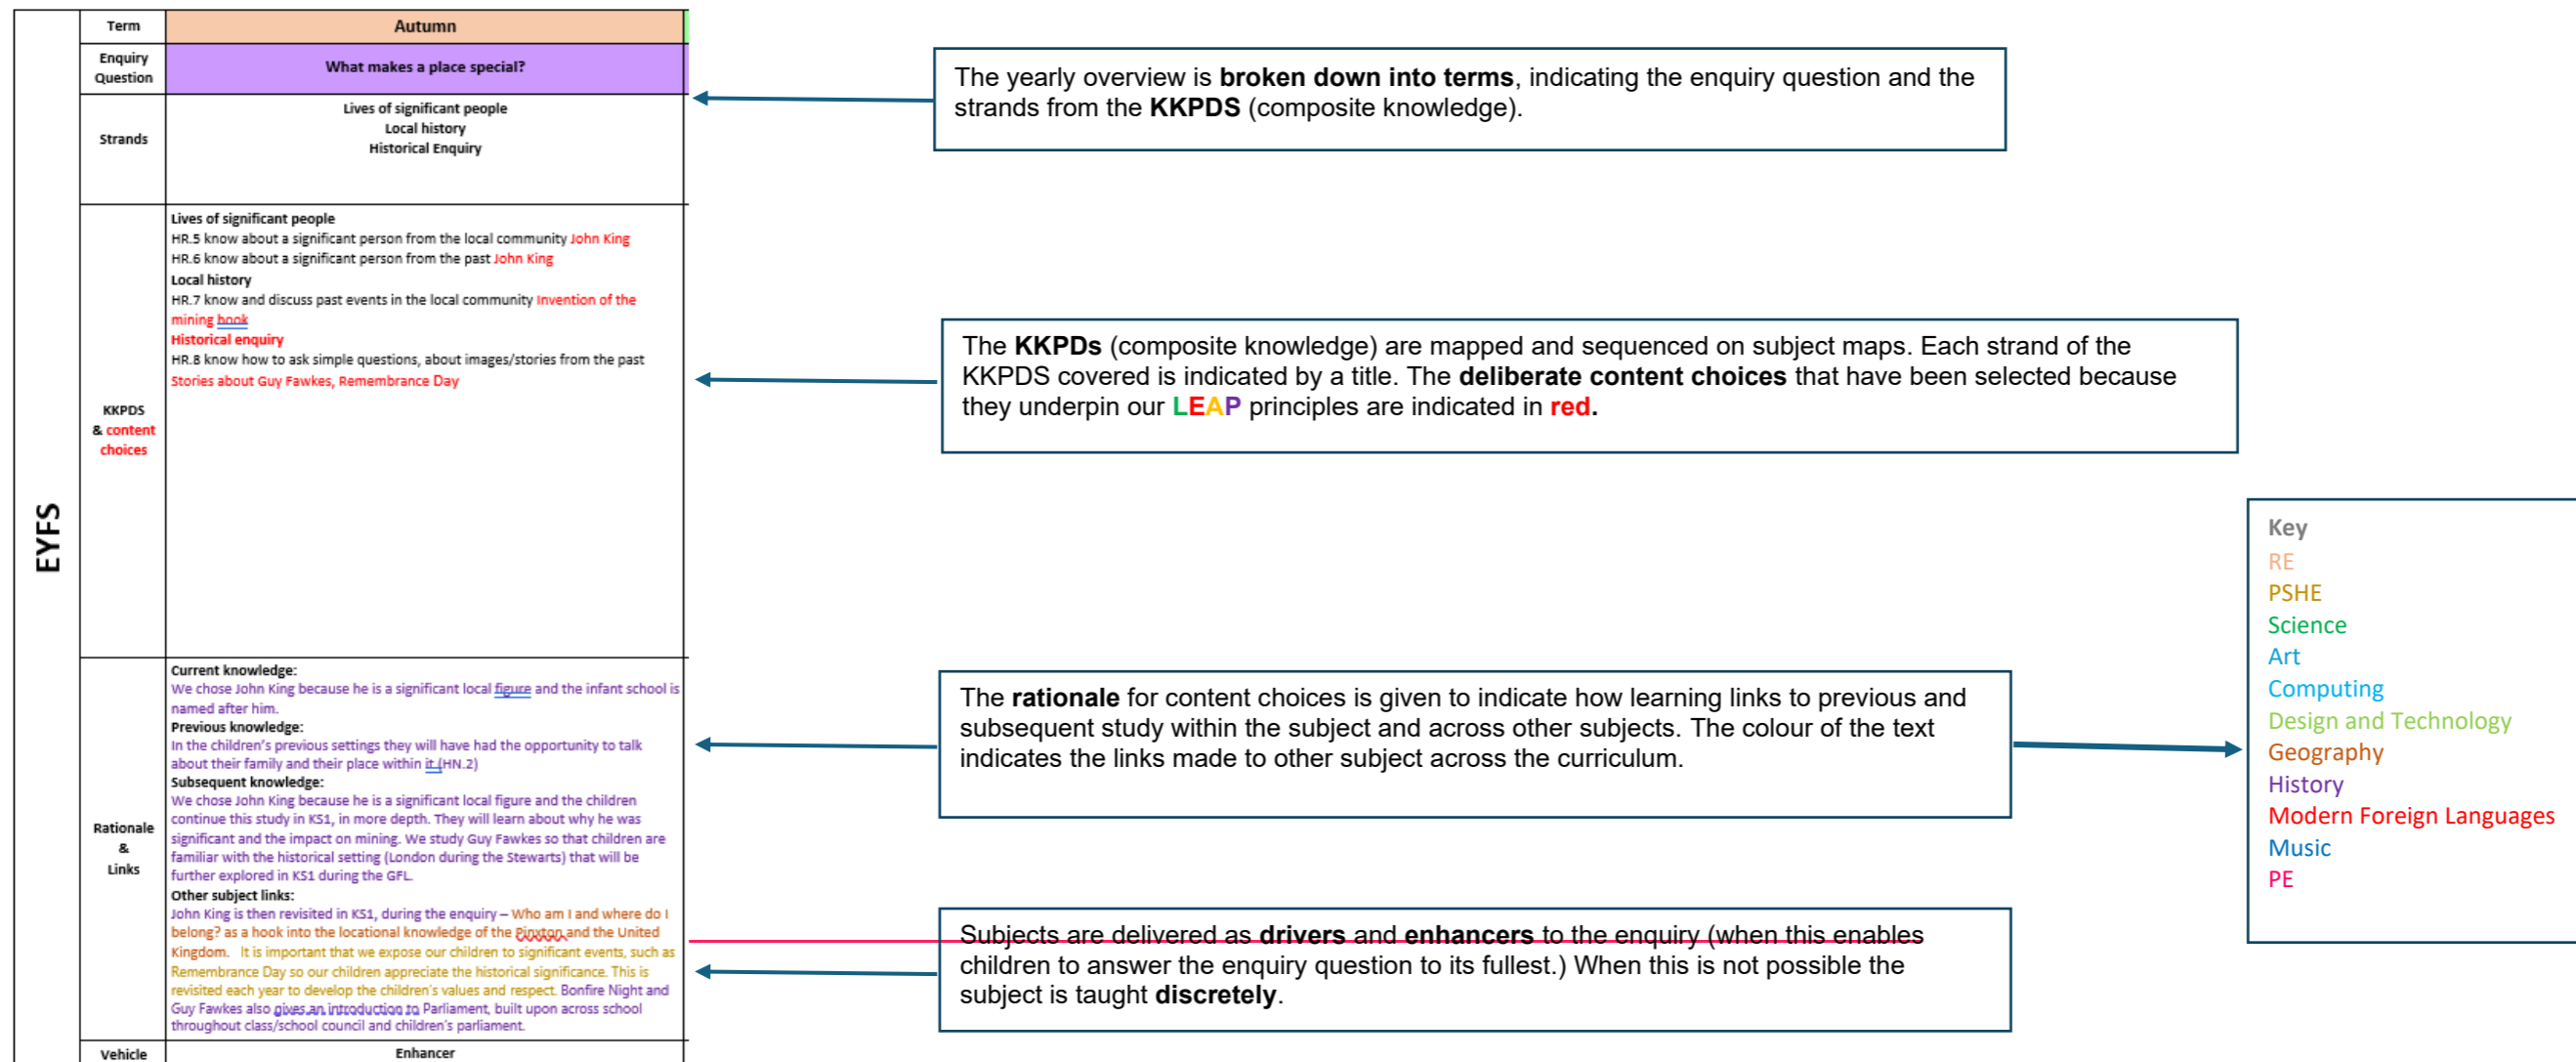 EYFS
Term
Autumn
Enquiry
Question
What makes a place special?
Strands
Lives of significant people
Local history
Historical Enquiry
KKPDS
& content
choices
Lives of significant people
HR.5 know about a significant person from the local community John King
HR.6 know about a significant person from the past John King
Local history
HR.7 know and discuss past events in the local community Invention of the
mining hook
Historical enquiry
HR.8 know how to ask simple questions, about images/stories from the past
Stories about Guy Fawkes, Remembrance Day
Rationale
&
Links
Current knowledge:
We chose John King because he is a significant local figure and the infant school is
named after him.
Previous knowledge:
In the children's previous settings they will have had the opportunity to talk
about their family and their place within it.(HN.2)
Subsequent knowledge:
We chose John King because he is a significant local figure and the children
continue this study in KS1, in more depth. They will learn about why he was
significant and the impact on mining. We study Guy Fawkes so that children are
familiar with the historical setting (London during the Stewarts) that will be
further explored in KS1 during the GFL.
Other subject links:
John King is then revisited in KS1, during the enquiry – Who am I and where do I
belong? as a hook into the locational knowledge of the Pinxton and the United
Kingdom. It is important that we expose our children to significant events, such as
Remembrance Day so our children appreciate the historical significance. This is
revisited each year to develop the children's values and respect. Bonfire Night and
Guy Fawkes also gives an introduction to Parliament, built upon across school
throughout class/school council and children's parliament.
Vehicle
Enhancer
The yearly overview is broken down into terms, indicating the enquiry question and the
strands from the KKPDS (composite knowledge).
The KKPDs (composite knowledge) are mapped and sequenced on subject maps. Each strand of the
KKPDS covered is indicated by a title. The deliberate content choices that have been selected because
they underpin our LEAP principles are indicated in red.
The rationale for content choices is given to indicate how learning links to previous and
subsequent study within the subject and across other subjects. The colour of the text
indicates the links made to other subject across the curriculum.
Subjects are delivered as drivers and enhancers to the enquiry (when this enables
children to answer the enquiry question to its fullest.) When this is not possible the
subject is taught discretely.
Key
RE
PSHE
Science
Art
Computing
Design and Technology
Geography
History
Modern Foreign Languages
Music
PE